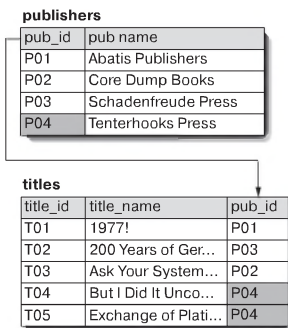 publishers
pub_id pub name
P01 Abatis Publishers
P02 Core Dump Books
P03 Schadenfreude Press
P04 Tenterhooks Press
titles
title_id title_name pub_id
T01 1977! P01
T02 200 Years of Ger... P03
T03 Ask Your System... P02
T04 But I Did It Unco... P04
T05 Exchange of Plati... P04